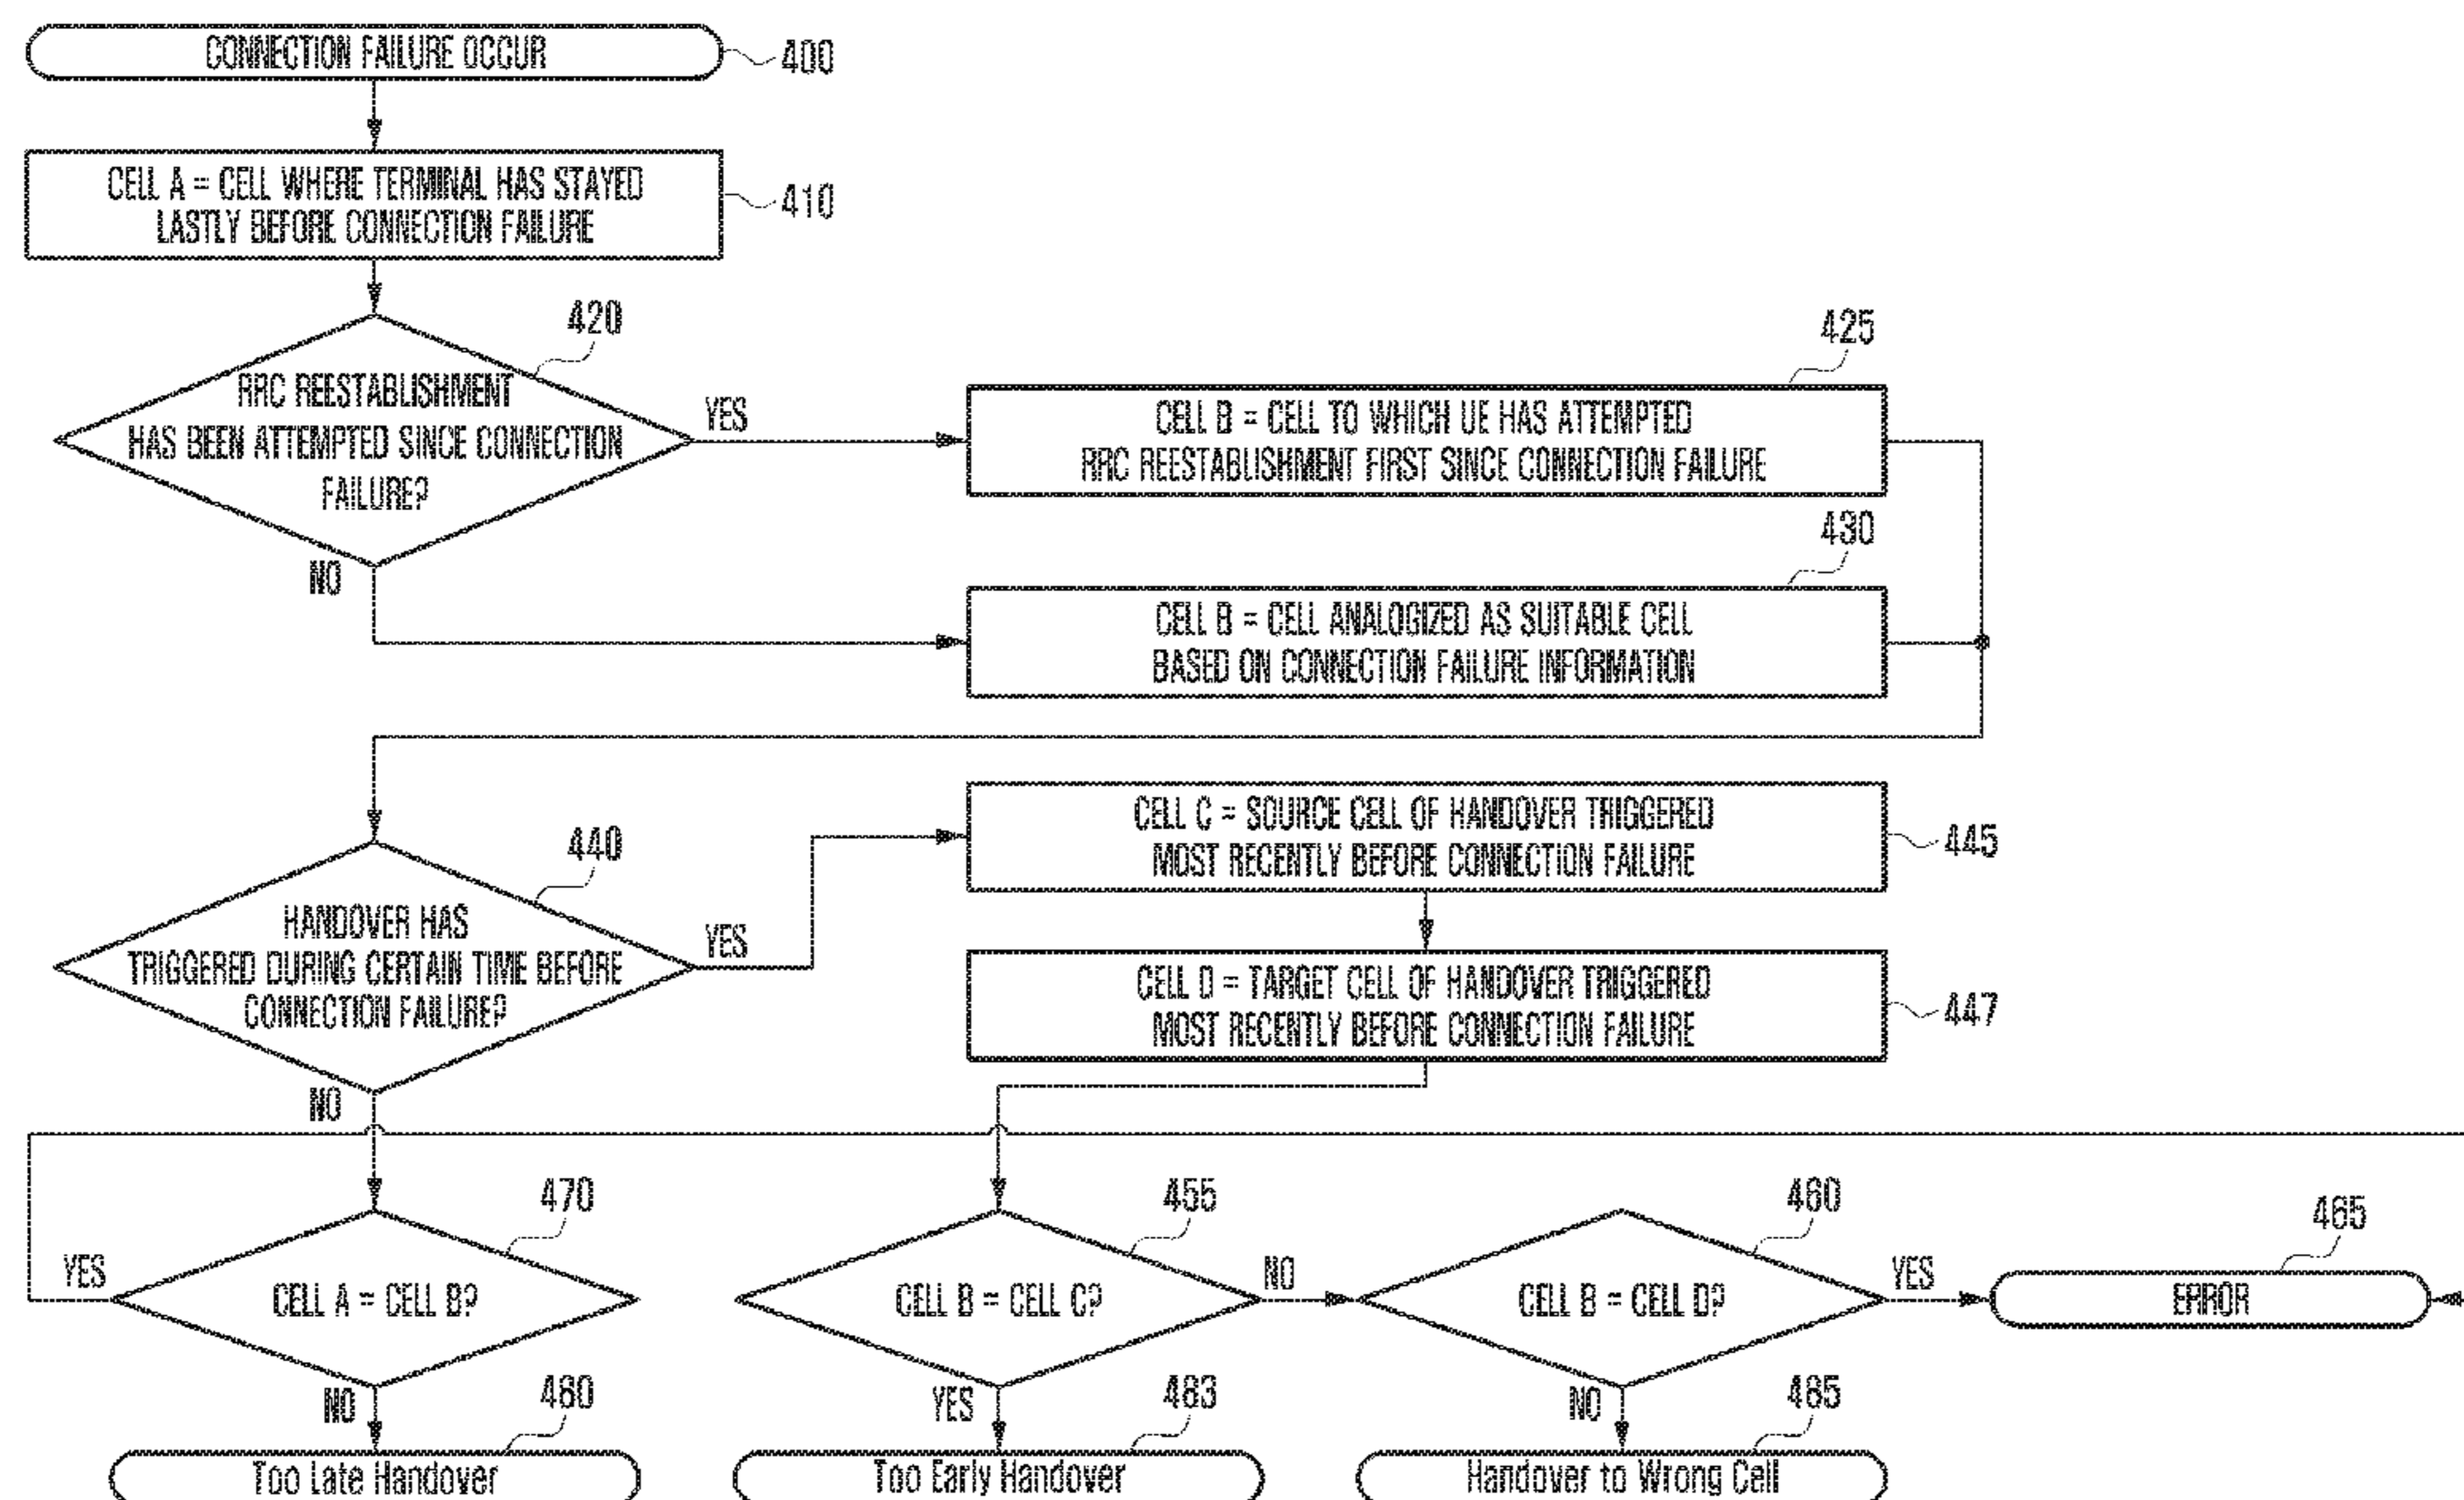 CONNECTION FAILURE OCCUR
400
CELL A = CELL WHERE TERMINAL HAS STAYED
LASTLY BEFORE CONNECTION FAILURE
410
420
RRC REESTABLISHMENT
HAS BEEN ATTEMPTED SINCE CONNECTION
FAILURE?
YES
NO
425
CELL B = CELL TO WHICH UE HAS ATTEMPTED
RRC REESTABLISHMENT FIRST SINCE CONNECTION FAILURE
430
CELL B = CELL ANALOGIZED AS SUITABLE CELL
BASED ON CONNECTION FAILURE INFORMATION
440
HANDOVER HAS
TRIGGERED DURING CERTAIN TIME BEFORE
CONNECTION FAILURE?
YES
NO
CELL C = SOURCE CELL OF HANDOVER TRIGGERED
MOST RECENTLY BEFORE CONNECTION FAILURE
445
CELL D = TARGET CELL OF HANDOVER TRIGGERED
MOST RECENTLY BEFORE CONNECTION FAILURE
447
470
YES
CELL A = CELL B?
NO
455
CELL B = CELL C?
NO
YES
460
CELL B = CELL D?
YES
NO
465
ERROR
480
Too Late Handover
483
Too Early Handover
485
Handover to Wrong Cell